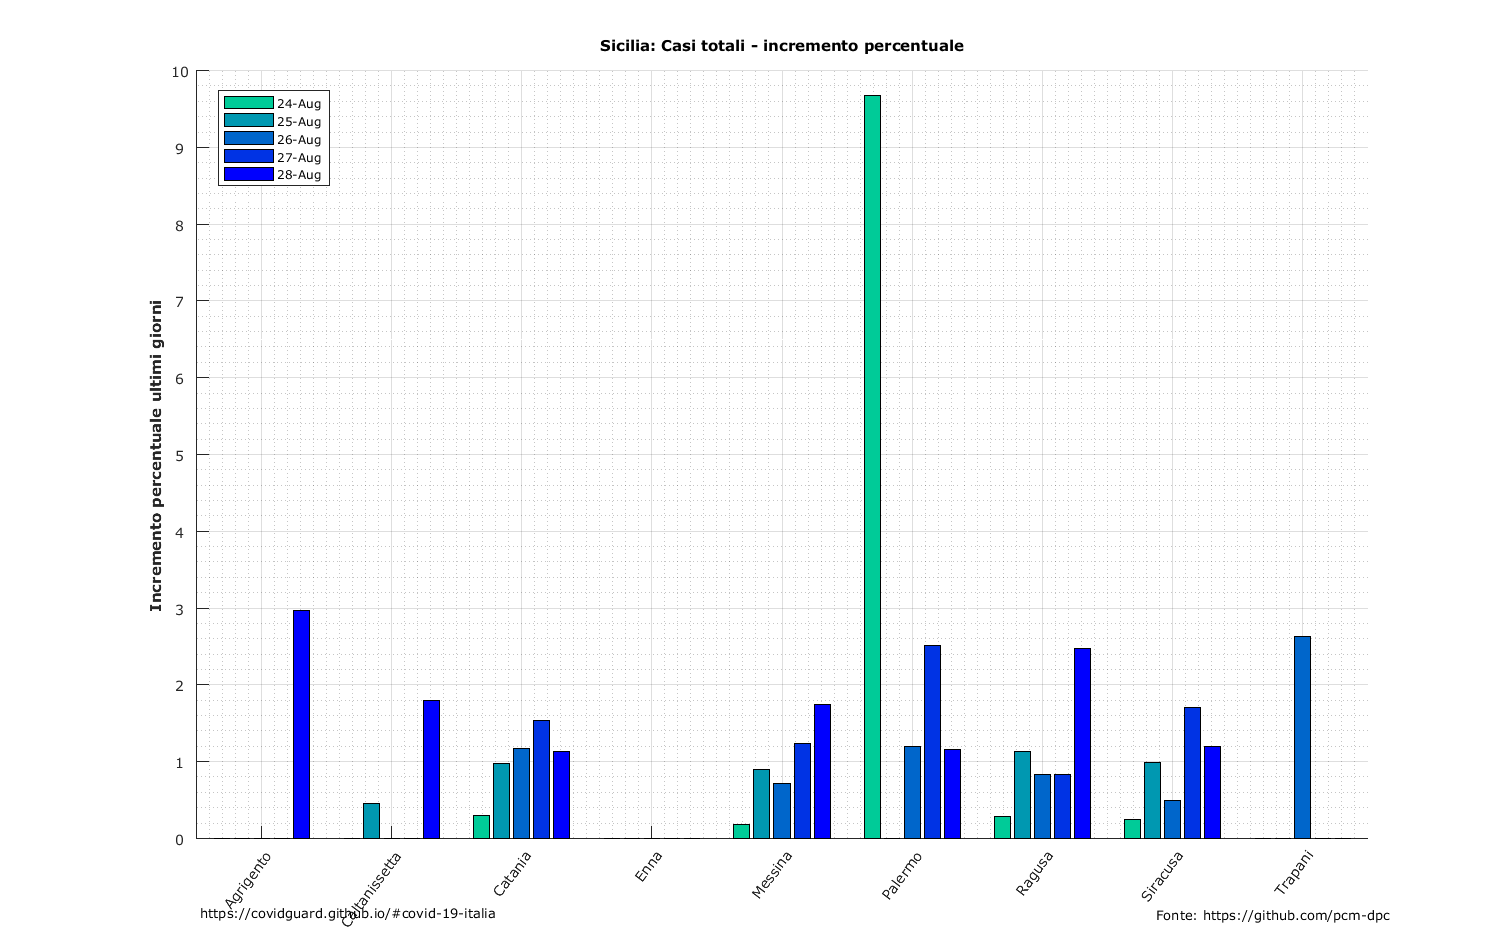 Sicilia: Casi totali - incremento percentuale
10
9
8
7
6
5
4
3
2
1
0
24-Aug
25-Aug
26-Aug
27-Aug
28-Aug
Incremento percentuale ultimi giorni
Agrigento
Caltanissetta
Catania
Enna
Messina
Palermo
Ragusa
Siracusa
Trapani
https://covidguard.github.io/#covid-19-italia
Fonte: https://github.com/pcm-dpc